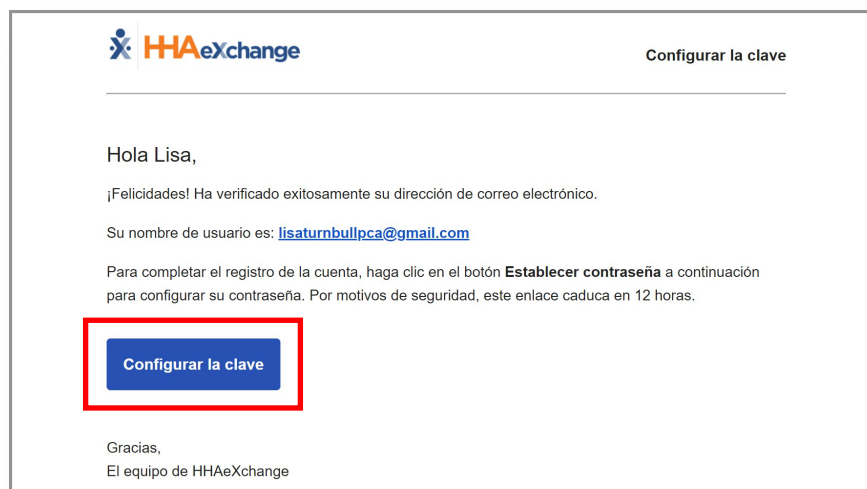 HHAeXchange
Configurar la clave
Hola Lisa,
¡Felicidades! Ha verificado exitosamente su dirección de correo electrónico.
Su nombre de usuario es: lisaturnbullpca@gmail.com
Para completar el registro de la cuenta, haga clic en el botón Establecer contraseña a continuación
para configurar su contraseña. Por motivos de seguridad, este enlace caduca en 12 horas.
Configurar la clave
Gracias,
El equipo de HHAeXchange